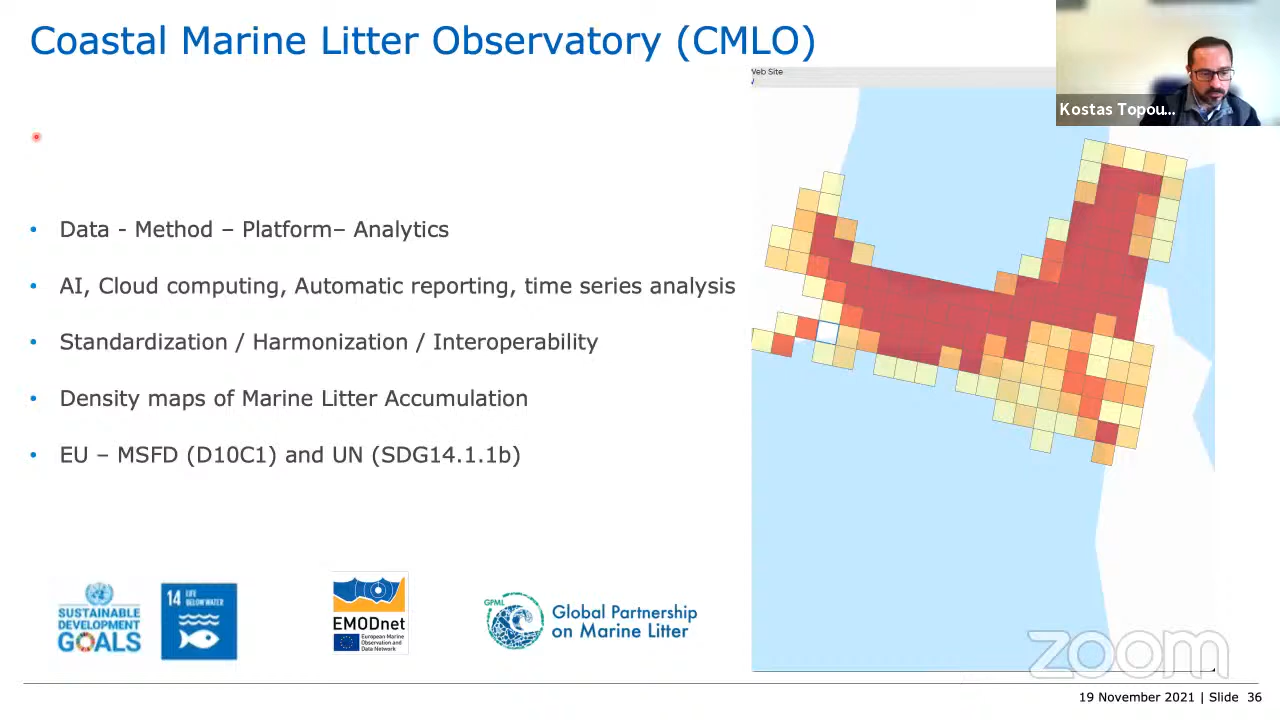 Coastal Marine Litter Observatory (CMLO)
Web Site
Kostas Topou...
Data - Method – Platform– Analytics
AI, Cloud computing, Automatic reporting, time series analysis
Standardization / Harmonization / Interoperability
Density maps of Marine Litter Accumulation
EU – MSFD (D10C1) and UN (SDG14.1.1b)
SUSTAINABLE
DEVELOPMENT
GOALS
14 LIFE
BELOW WATER
EMODnet
European Marine
Observation and
Data Network
GPML
Global Partnership
on Marine Litter
zoom
19 November 2021 | Slide 36